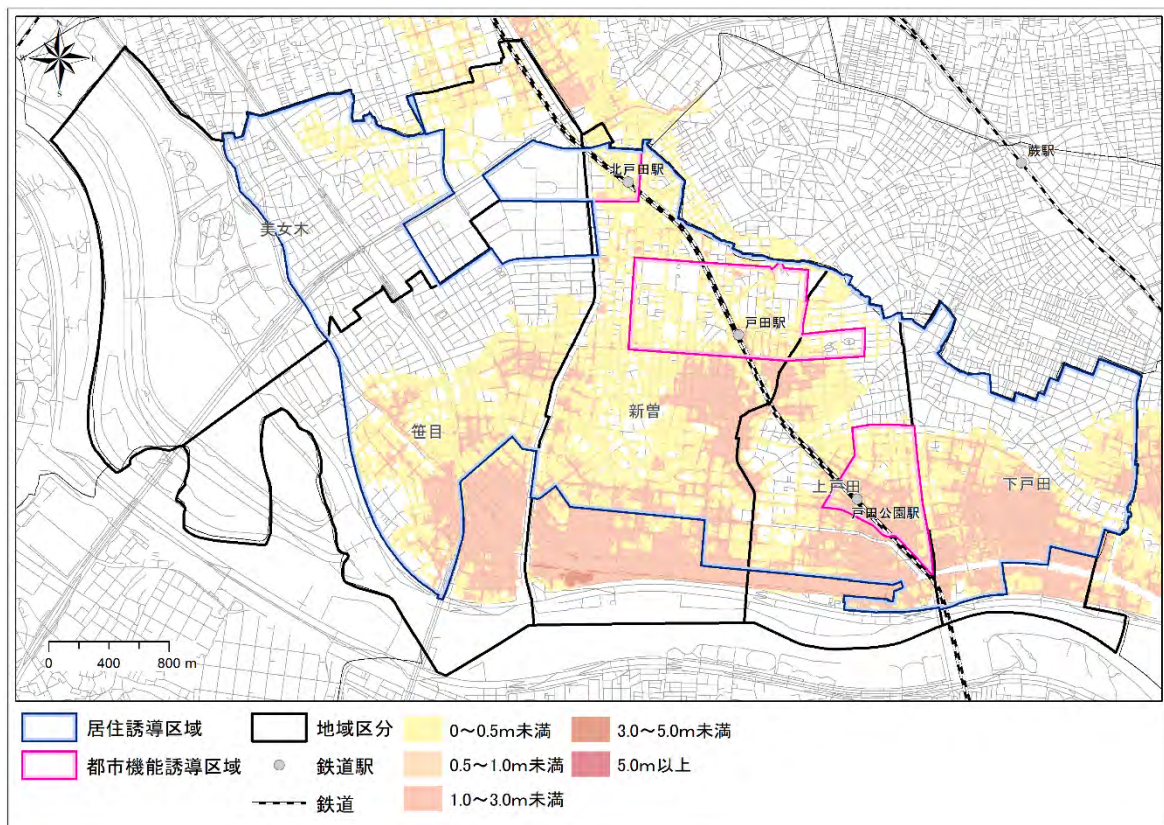 N
W
E
S
蕨駅
北戸田駅
美女木
戸田駅
新曽
笹目
上戸田
下戸田
戸田公園駅
0 400 800 m
居住誘導区域
都市機能誘導区域
地域区分
鉄道駅
鉄道
0～0.5m未満
0.5～1.0m未満
1.0～3.0m未満
3.0～5.0m未満
5.0m以上